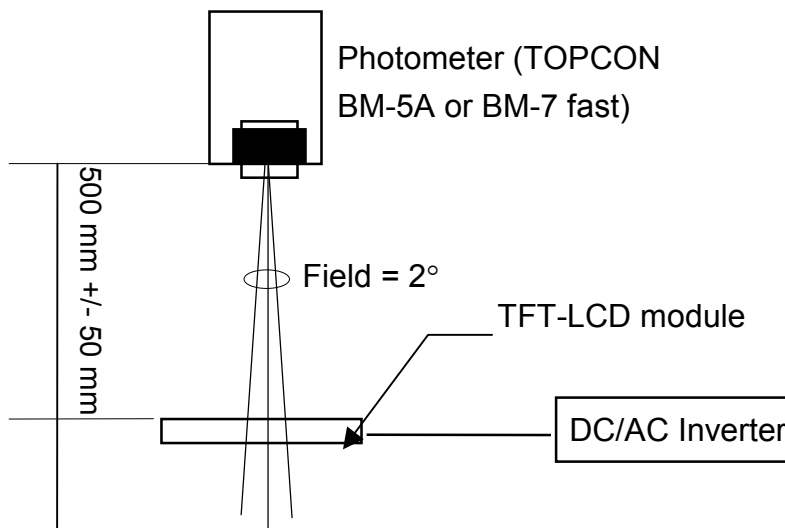 Photometer (TOPCON
BM-5A or BM-7 fast)
500 mm +/- 50 mm
Field = 2°
TFT-LCD module
DC/AC Inverter